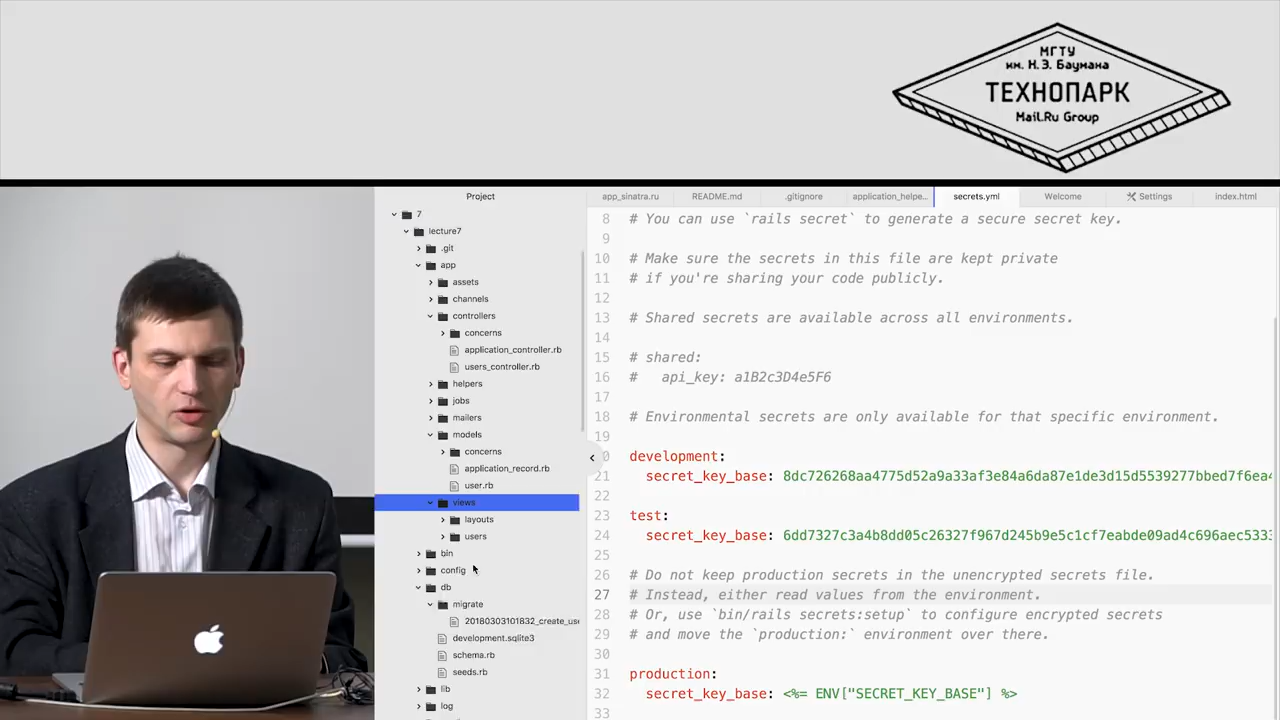 МГТУ
им. Н.Э. Баумана
ТЕХНОПАРК
Mail.Ru Group
Project
7
lecture7
.git
app
assets
channels
controllers
concerns
application_controller.rb
users_controller.rb
helpers
jobs
mailers
models
concerns
application_record.rb
user.rb
views
layouts
users
bin
config
db
migrate
20180303101832_create_use
development.sqlite3
seeds.rb
lib
log
app_sinatra.ru README.md .gitignore application_helpe... secrets.yml Welcome Settings index.html
8 # You can use `rails secret` to generate a secure secret key.
9
10 # Make sure the secrets in this file are kept private
11 # if you're sharing your code publicly.
12
13 # Shared secrets are available across all environments.
14
15 # shared:
16 #   api_key: a1B2c3D4e5F6
17
18 # Environmental secrets are only available for that specific environment.
19
20 development:
21   secret_key_base: 8dc726268aa4775d52a9a33af3e84a6da87e1de3d15d5539277bbed7f6ea4
22
23 test:
24   secret_key_base: 6dd7327c3a4b8dd05c26327f967d245b9e5c1cf7eabde09ad4c696aec5333
25
26 # Do not keep production secrets in the unencrypted secrets file.
27 # Instead, either read values from the environment.
28 # Or, use `bin/rails secrets:setup` to configure encrypted secrets
29 # and move the `production:` environment over there.
30
31 production:
32   secret_key_base: <%= ENV["SECRET_KEY_BASE"] %>
33